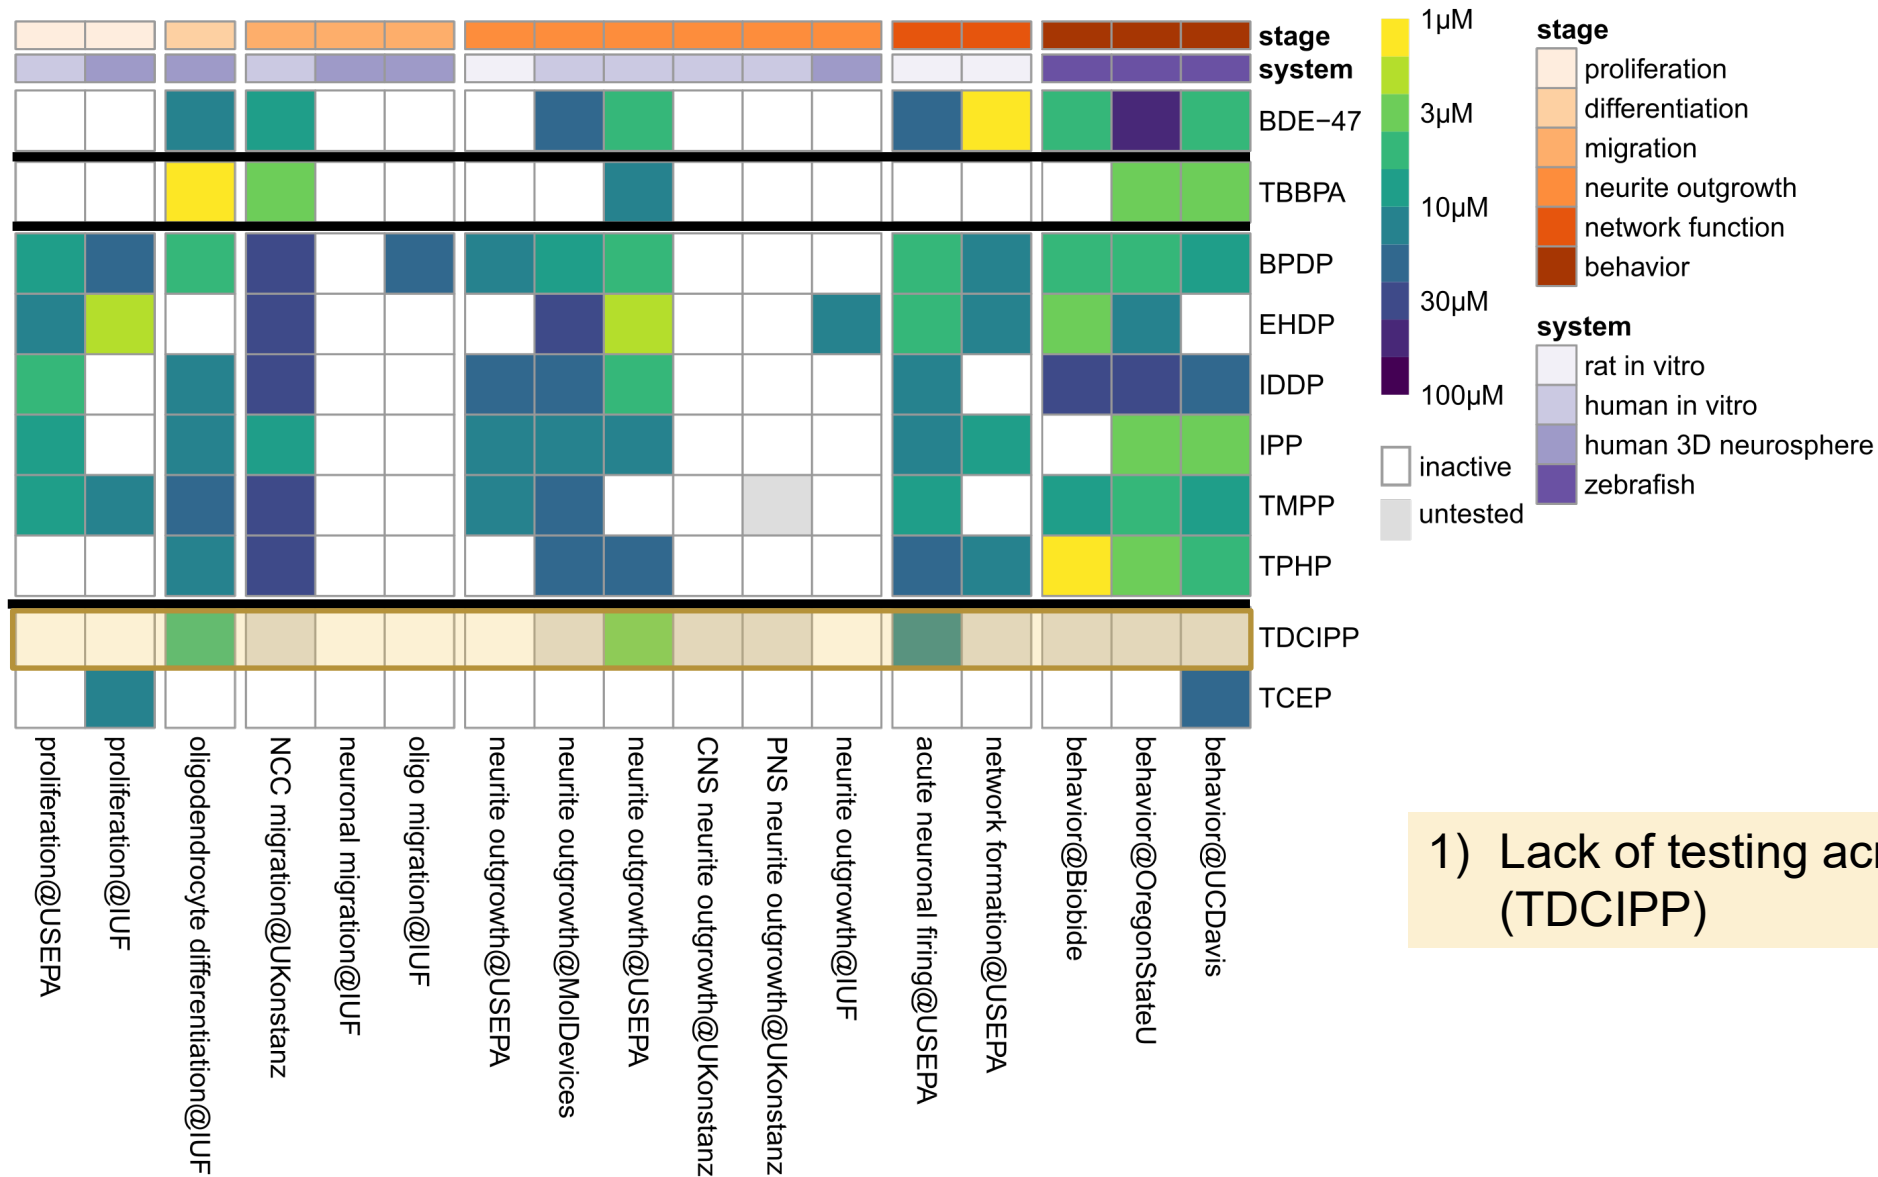 stage
system
BDE−47
TBBPA
BPDP
EHDP
IDDP
IPP
TMPP
TPHP
TDCIPP
TCEP
proliferation@USEPA
proliferation@IUF
oligodendrocyte differentiation@IUF
NCC migration@UKonstanz
neuronal migration@IUF
oligo migration@IUF
neurite outgrowth@USEPA
neurite outgrowth@MolDevices
neurite outgrowth@USEPA
CNS neurite outgrowth@UKonstanz
PNS neurite outgrowth@UKonstanz
neurite outgrowth@IUF
acute neuronal firing@USEPA
network formation@USEPA
behavior@Biobide
behavior@OregonStateU
behavior@UCDavis
1µM
3µM
10µM
30µM
100µM
inactive
untested
stage
proliferation
differentiation
migration
neurite outgrowth
network function
behavior
system
rat in vitro
human in vitro
human 3D neurosphere
zebrafish
1) Lack of testing
(TDCIPP)